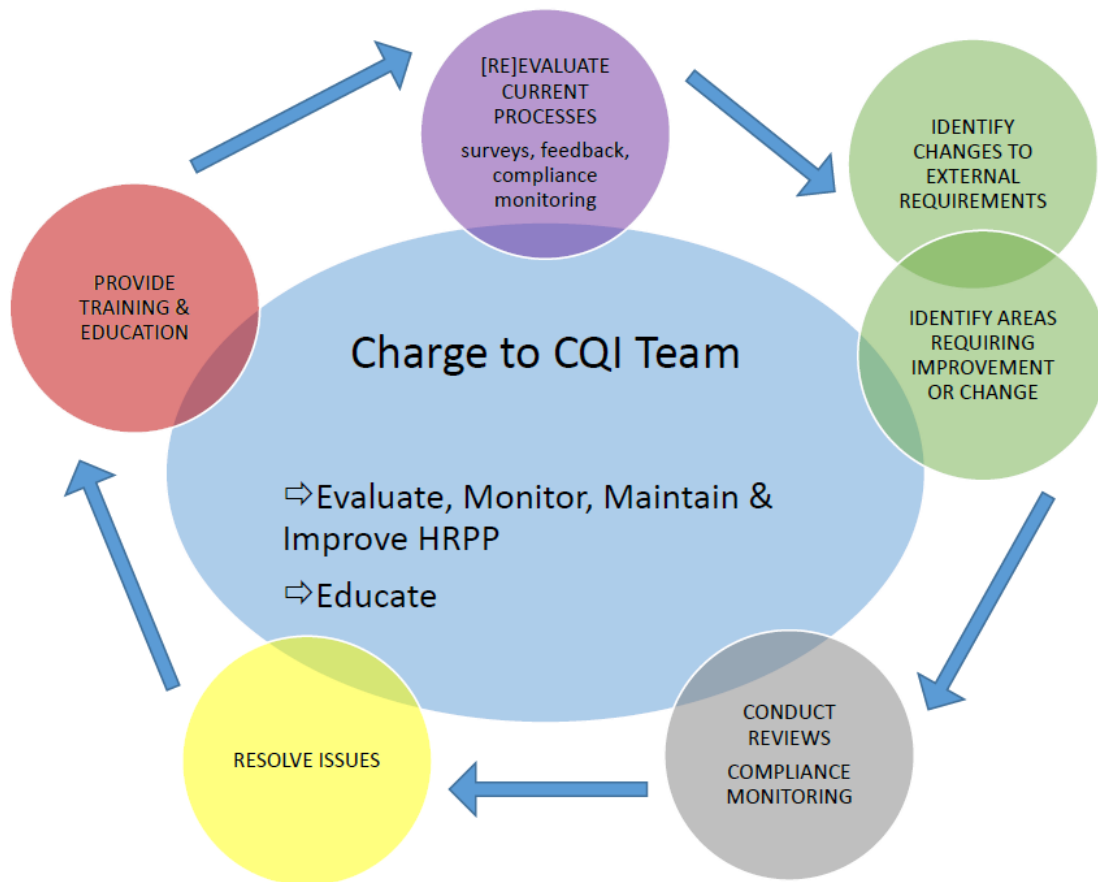 [RE]EVALUATE
CURRENT
PROCESSES
surveys, feedback,
compliance
monitoring
IDENTIFY
CHANGES TO
EXTERNAL
REQUIREMENTS
IDENTIFY AREAS
REQUIRING
IMPROVEMENT
OR CHANGE
PROVIDE
TRAINING &
EDUCATION
Charge to CQI Team
⇨Evaluate, Monitor, Maintain &
Improve HRPP
⇨Educate
CONDUCT
REVIEWS
COMPLIANCE
MONITORING
RESOLVE ISSUES